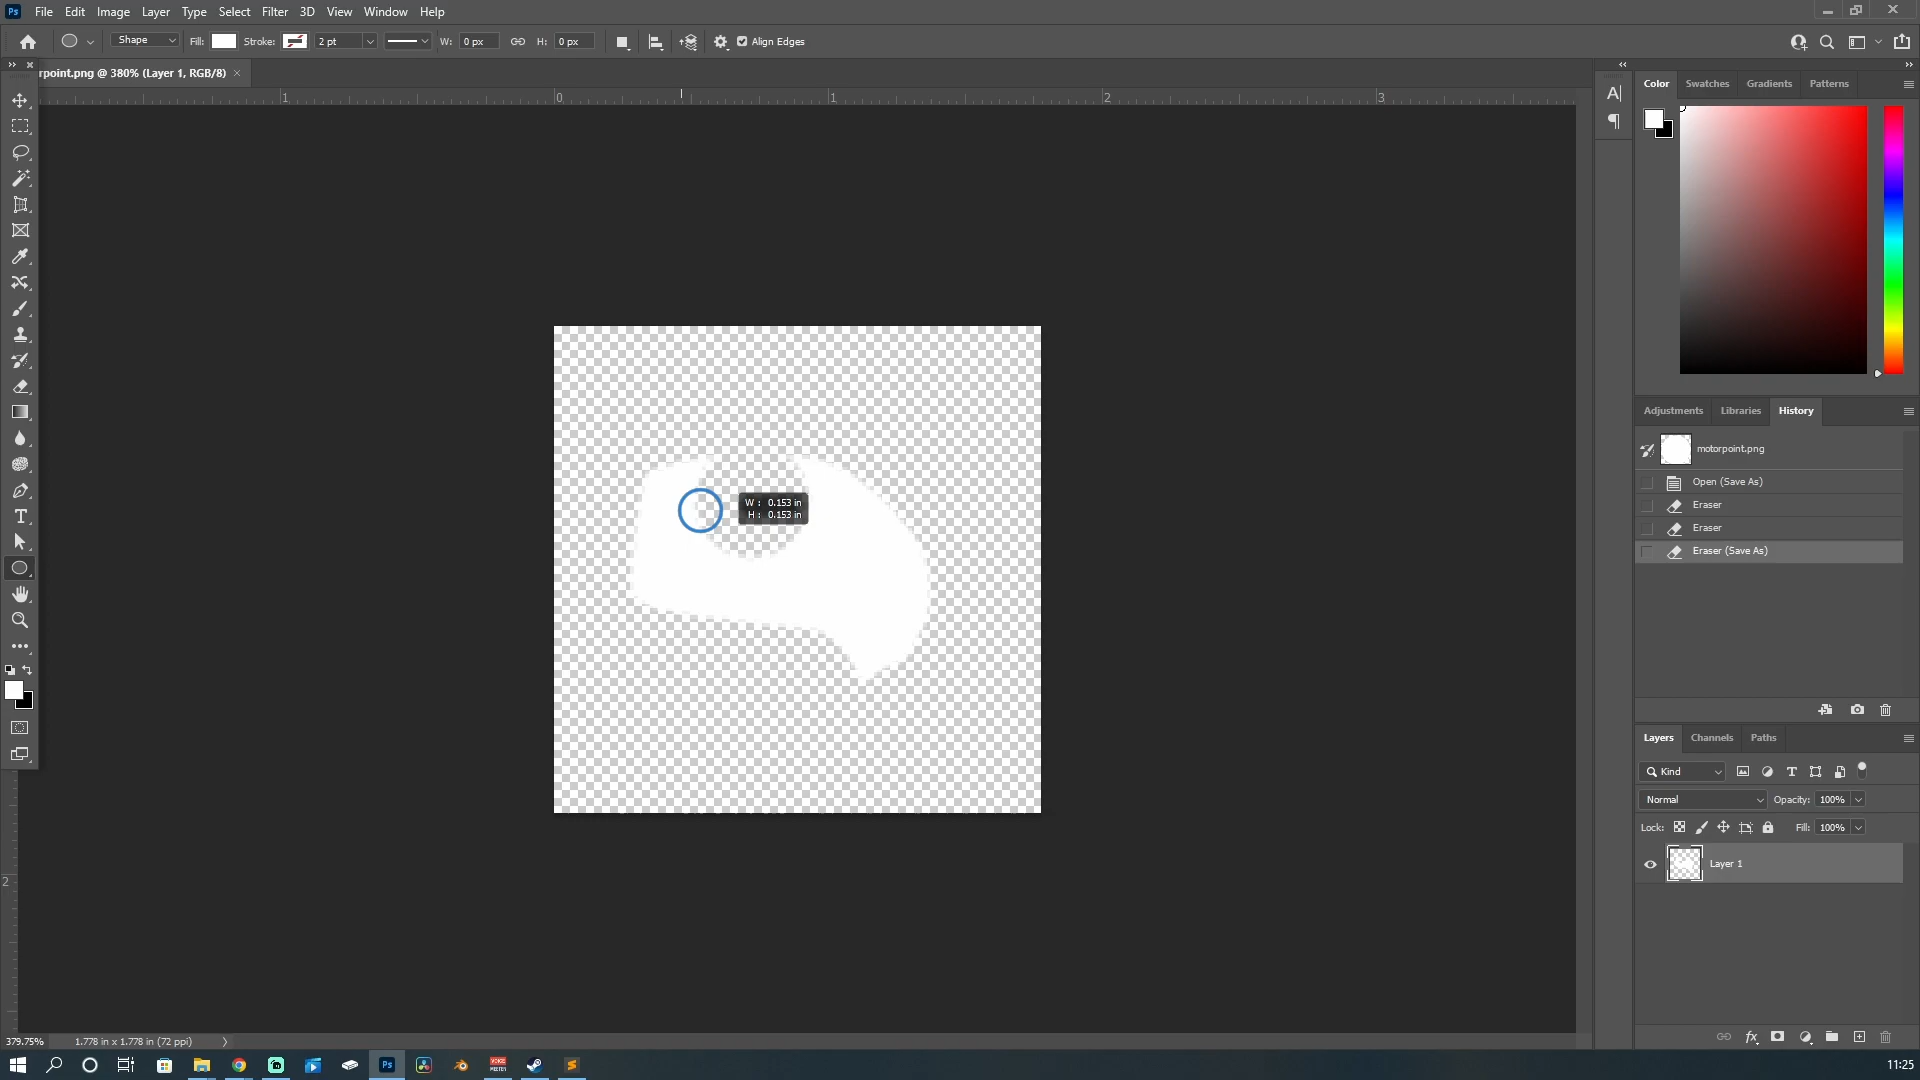 Ps File Edit Image Layer Type Select Filter 3D View Window Help
Shape Fill: Stroke: 2 pt W: 0 px H: 0 px Align Edges
rpoint.png @ 380% (Layer 1, RGB/8) ×
1 0 1 2 3
W : 0.153 in
H : 0.153 in
2
379.75% 1.778 in x 1.778 in (72 ppi)
Color Swatches Gradients Patterns
Adjustments Libraries History
motorpoint.png
Open (Save As)
Eraser
Eraser
Eraser (Save As)
Layers Channels Paths
Kind
Normal Opacity: 100%
Lock: Fill: 100%
Layer 1
fx
Ps 11:25